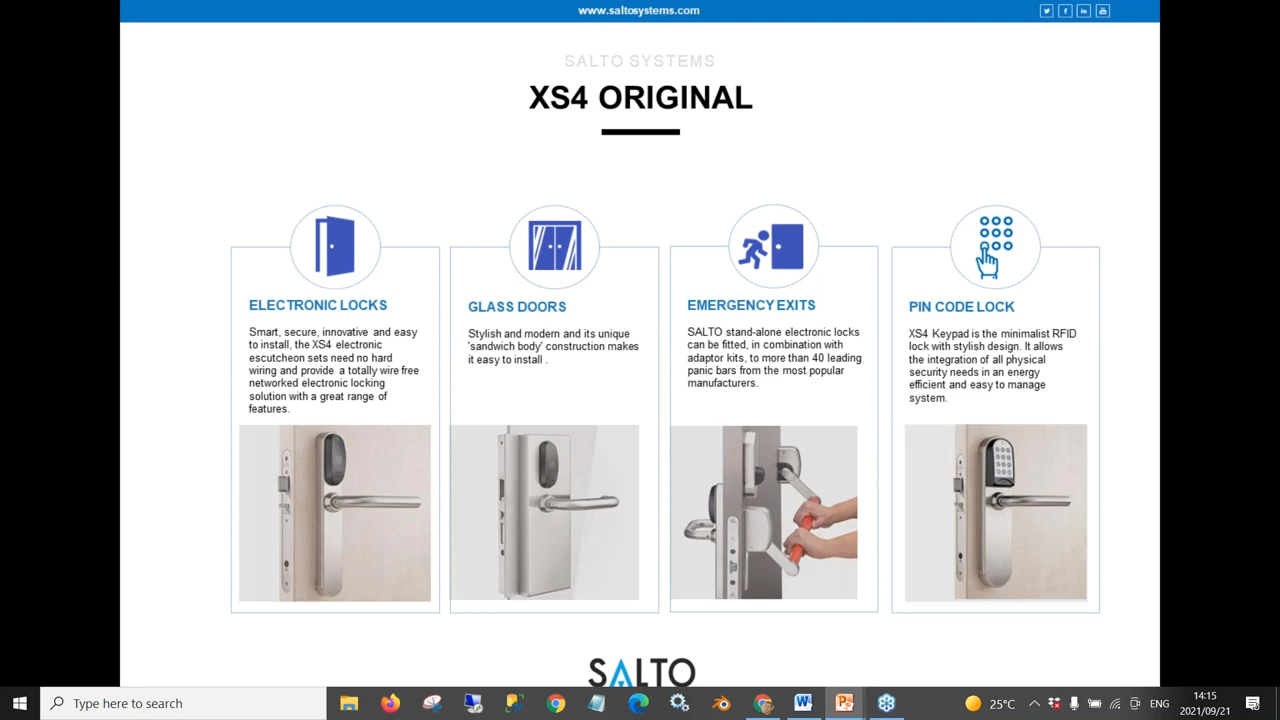 www.saltosystems.com
SALTO SYSTEMS
XS4 ORIGINAL
ELECTRONIC LOCKS
Smart, secure, innovative and easy
to install, the XS4 electronic
escutcheon sets need no hard
wiring and provide a totally wire free
networked electronic locking
solution with a great range of
features.
GLASS DOORS
Stylish and modern and its unique
'sandwich body' construction makes
it easy to install .
EMERGENCY EXITS
SALTO stand-alone electronic locks
can be fitted, in combination with
adaptor kits, to more than 40 leading
panic bars from the most popular
manufacturers.
PIN CODE LOCK
XS4 Keypad is the minimalist RFID
lock with stylish design. It allows
the integration of all physical
security needs in an energy
efficient and easy to manage
system.
SALTO
Type here to search
25°C
ENG
14:15
2021/09/21